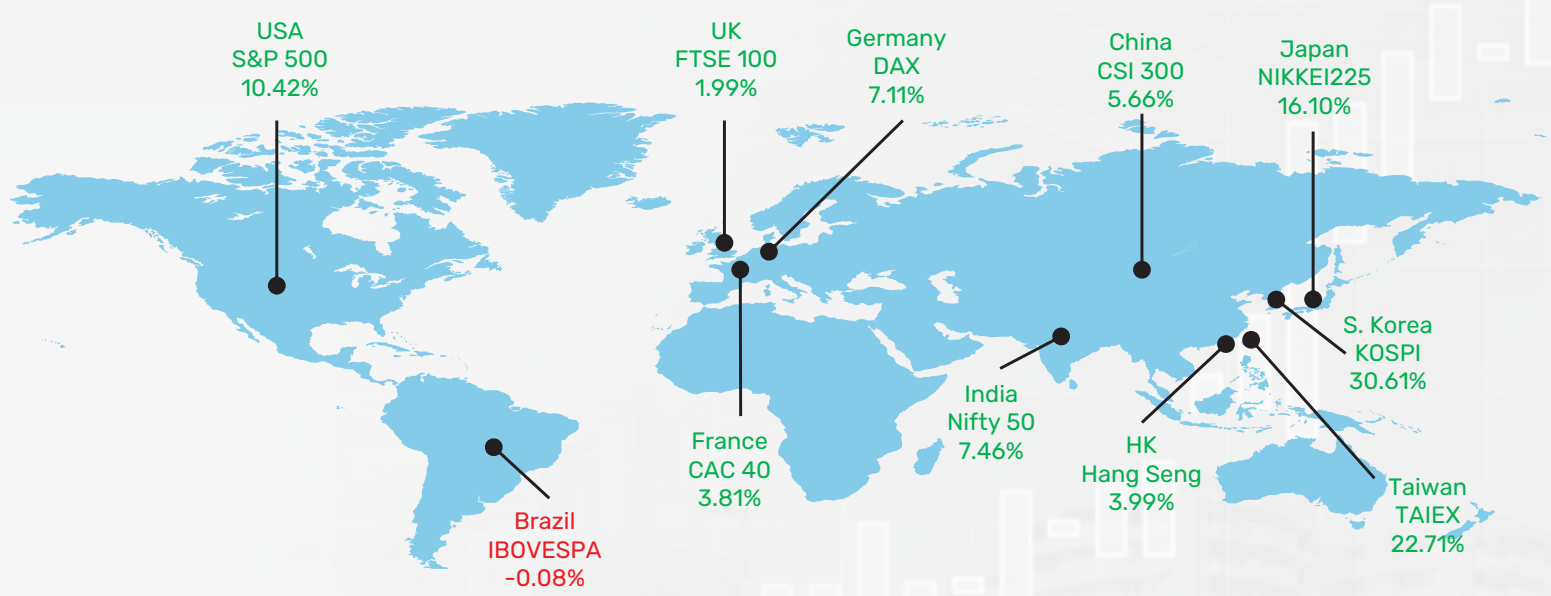 USA
S&P 500
10.42%
UK
FTSE 100
1.99%
Germany
DAX
7.11%
China
CSI 300
5.66%
Japan
NIKKEI225
16.10%
S. Korea
KOSPI
30.61%
India
Nifty 50
7.46%
France
CAC 40
3.81%
HK
Hang Seng
3.99%
Taiwan
TAIEX
22.71%
Brazil
IBOVESPA
-0.08%